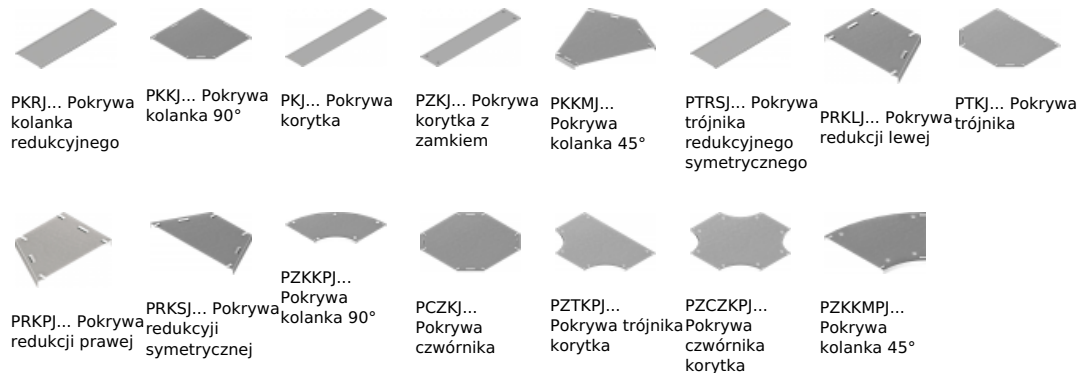 PKRJ... Pokrywa
kolanka
redukcyjnego
PKKJ... Pokrywa
kolanka 90°
PKJ... Pokrywa
korytka
PZKJ... Pokrywa
korytka z
zamkiem
PKKMJ...
Pokrywa
kolanka 45°
PTRSJ... Pokrywa
trójnika
redukcyjnego
symetrycznego
PRKLJ... Pokrywa
redukcji lewej
PTKJ... Pokrywa
trójnika
PRKPJ... Pokrywa
redukcji prawej
PRKSJ... Pokrywa
redukcyji
symetrycznej
PZKKPJ...
Pokrywa
kolanka 90°
PCZKJ...
Pokrywa
czwórnika
PZTKPJ...
Pokrywa trójnika
korytka
PZCZKPJ...
Pokrywa
czwórnika
korytka
PZKKMPJ...
Pokrywa
kolanka 45°